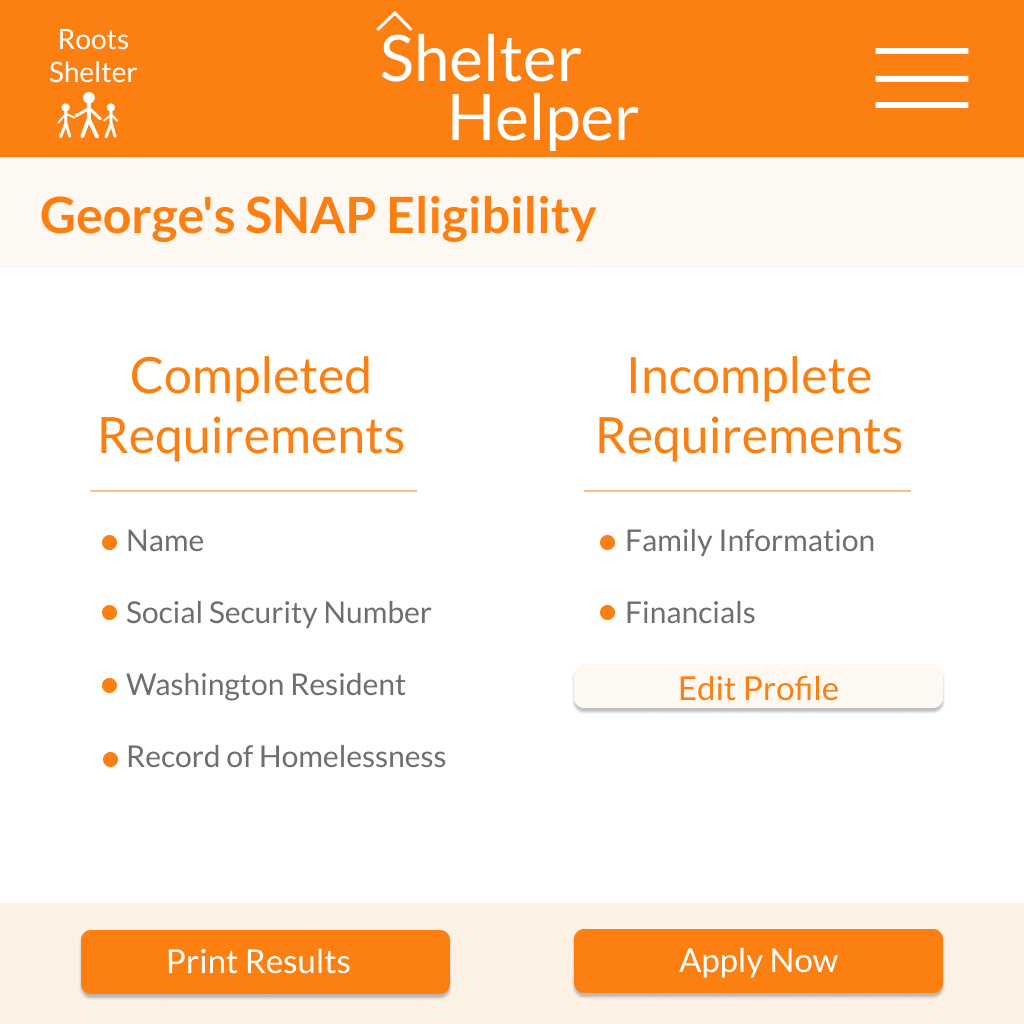 Roots
Shelter
Shelter
Helper
George's SNAP Eligibility
Completed
Requirements
Name
Social Security Number
Washington Resident
Record of Homelessness
Incomplete
Requirements
Family Information
Financials
Edit Profile
Print Results
Apply Now